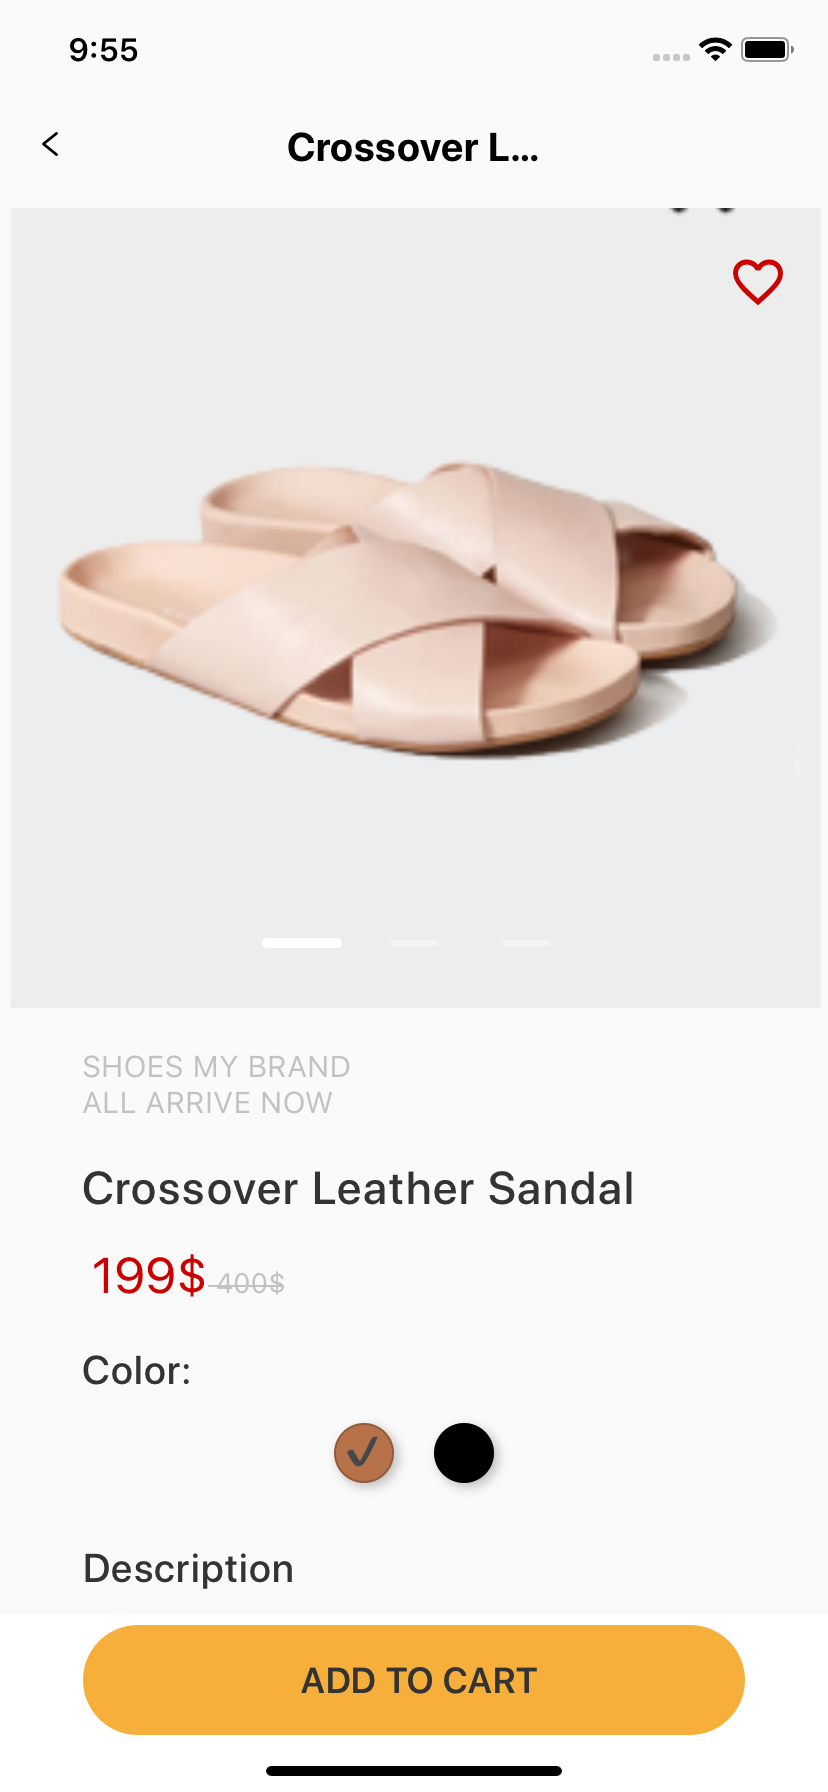 9:55
Crossover L...
SHOES MY BRAND
ALL ARRIVE NOW
Crossover Leather Sandal
199$ 400$
Color:
Description
ADD TO CART